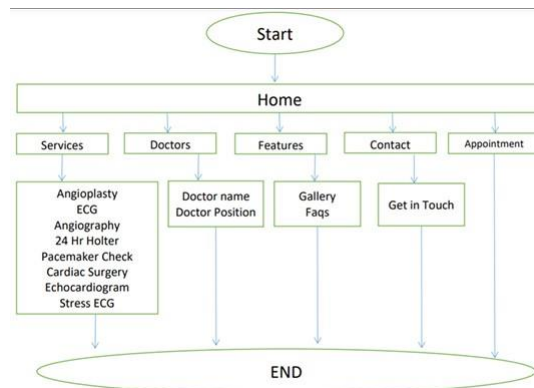 Start
Home
Services
Doctors
Features
Contact
Appointment
Angioplasty
ECG
Angiography
24 Hr Holter
Pacemaker Check
Cardiac Surgery
Echocardiogram
Stress ECG
Doctor name
Doctor Position
Gallery
Faqs
Get in Touch
END